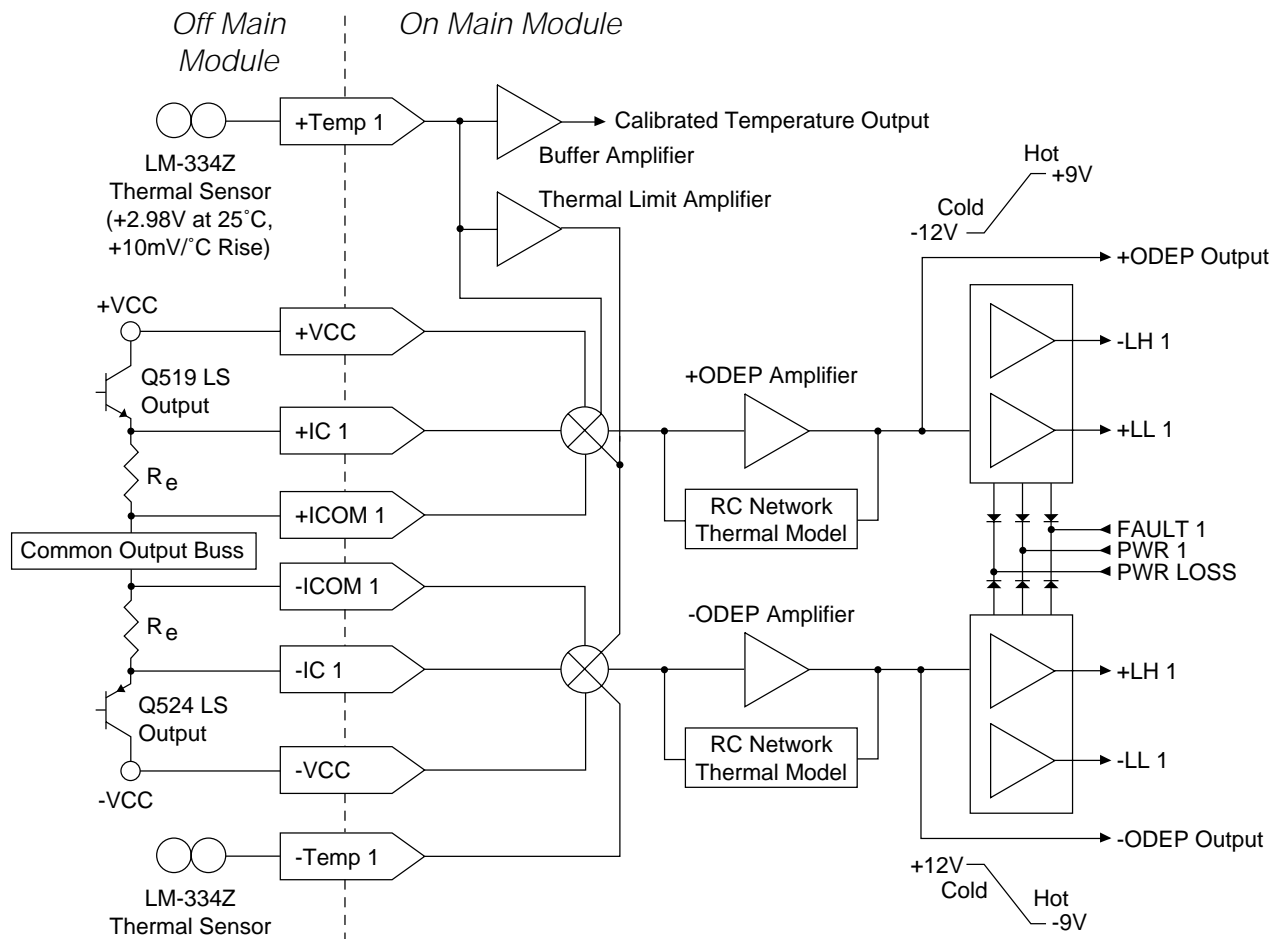 Off Main
Module
On Main Module
+Temp 1
Calibrated Temperature Output
Buffer Amplifier
LM-334Z
Thermal Sensor
(+2.98V at 25˚C,
+10mV/˚C Rise)
Thermal Limit Amplifier
Hot
+9V
Cold
-12V
+ODEP Output
+VCC
+VCC
-LH 1
Q519 LS
Output
+ODEP Amplifier
+IC 1
+LL 1
Re
RC Network
Thermal Model
+ICOM 1
Common Output Buss
FAULT 1
PWR 1
PWR LOSS
-ICOM 1
-ODEP Amplifier
Re
-IC 1
+LH 1
Q524 LS
Output
RC Network
Thermal Model
-VCC
-LL 1
-VCC
-ODEP Output
-Temp 1
+12V
Cold
Hot
-9V
LM-334Z
Thermal Sensor